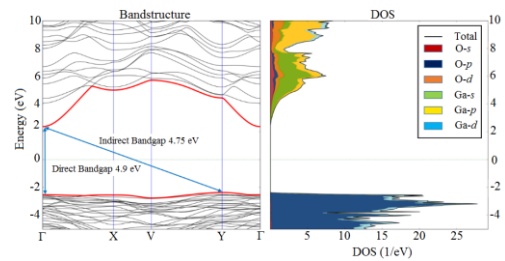 Bandstructure
DOS
10
8
6
4
2
0
-2
-4
Energy (eV)
Indirect Bandgap 4.75 eV
Direct Bandgap 4.9 eV
Γ
X
V
Y
Γ
Total
O-s
O-p
O-d
Ga-s
Ga-p
Ga-d
10
8
6
4
2
0
-2
-4
5
10
15
20
25
DOS (1/eV)